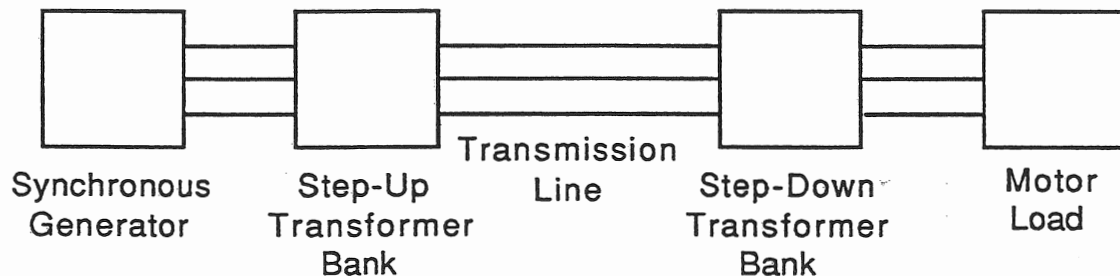 Synchronous
Generator
Step-Up
Transformer
Bank
Transmission
Line
Step-Down
Transformer
Bank
Motor
Load